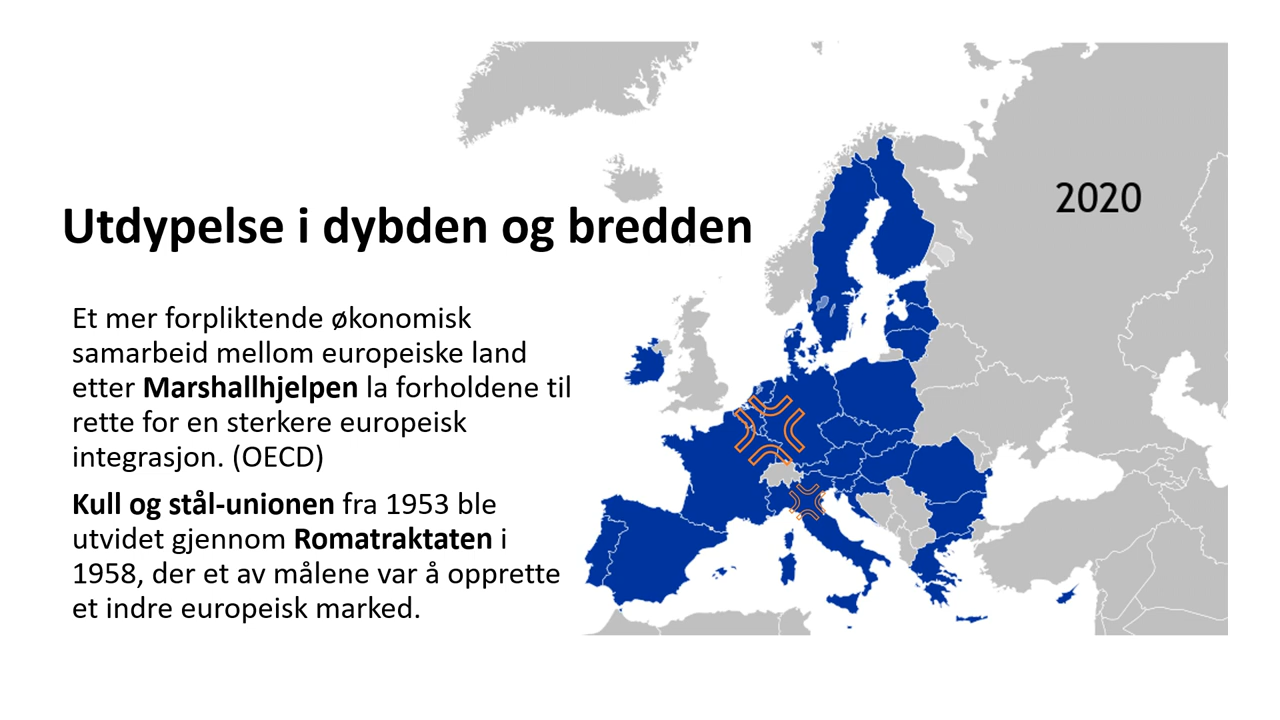 2020
Utdypelse i dybden og bredden
Et mer forpliktende økonomisk
samarbeid mellom europeiske land
etter Marshallhjelpen la forholdene til
rette for en sterkere europeisk
integrasjon. (OECD)
Kull og stål-unionen fra 1953 ble
utvidet gjennom Romatraktaten i
1958, der et av målene var å opprette
et indre europeisk marked.